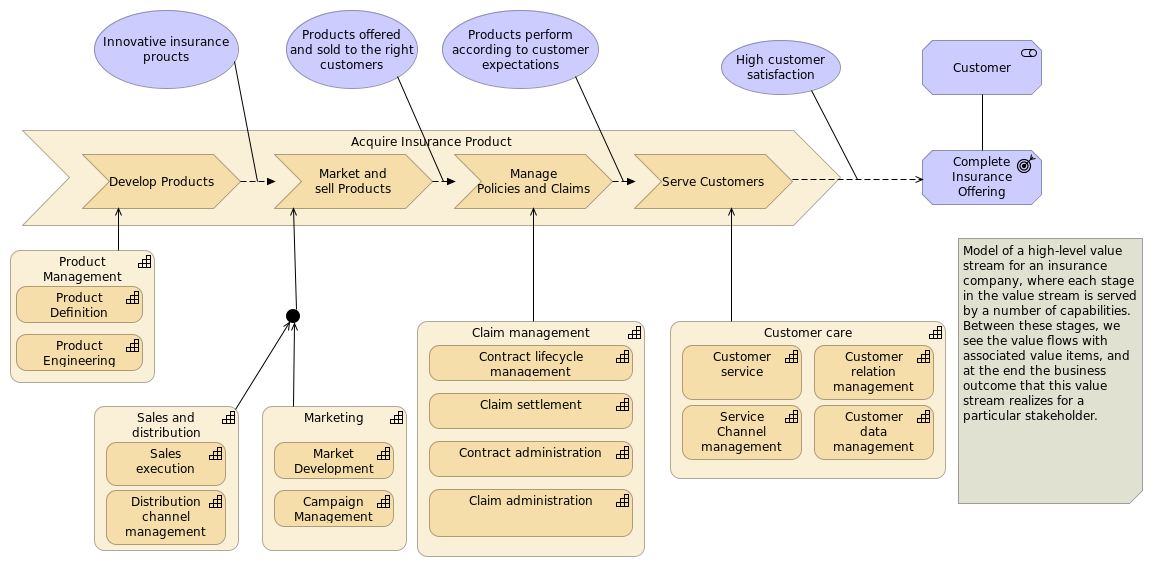 Innovative insurance
proucts
Products offered
and sold to the right
customers
Products perform
according to customer
expectations
High customer
satisfaction
Customer
Acquire Insurance Product
Develop Products
Market and
sell Products
Manage
Policies and Claims
Serve Customers
Complete
Insurance
Offering
Product
Management
Product
Definition
Product
Engineering
Sales and
distribution
Sales
execution
Distribution
channel
management
Marketing
Market
Development
Campaign
Management
Claim management
Contract lifecycle
management
Claim settlement
Contract administration
Claim administration
Customer care
Customer
service
Customer
relation
management
Service
Channel
management
Customer
data
management
Model of a high-level value
stream for an insurance
company, where each stage
in the value stream is served
by a number of capabilities.
Between these stages, we
see the value flows with
associated value items, and
at the end the business
outcome that this value
stream realizes for a
particular stakeholder.